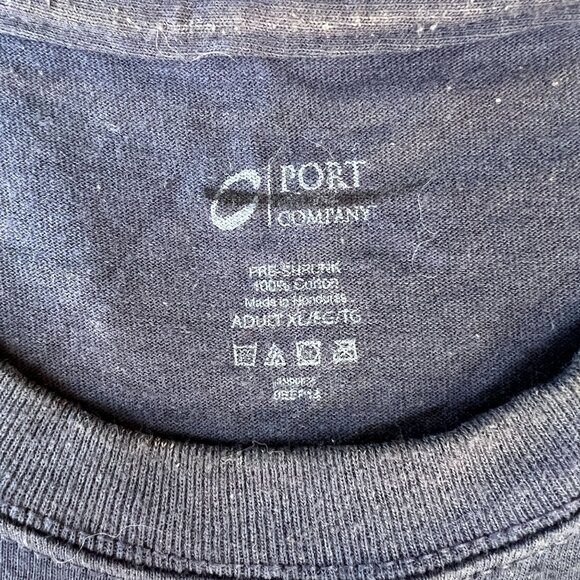 PORT
COMPANY
PRE-SHRUNK
100% Cotton
Made in Honduras
ADULT XL/EG/TG